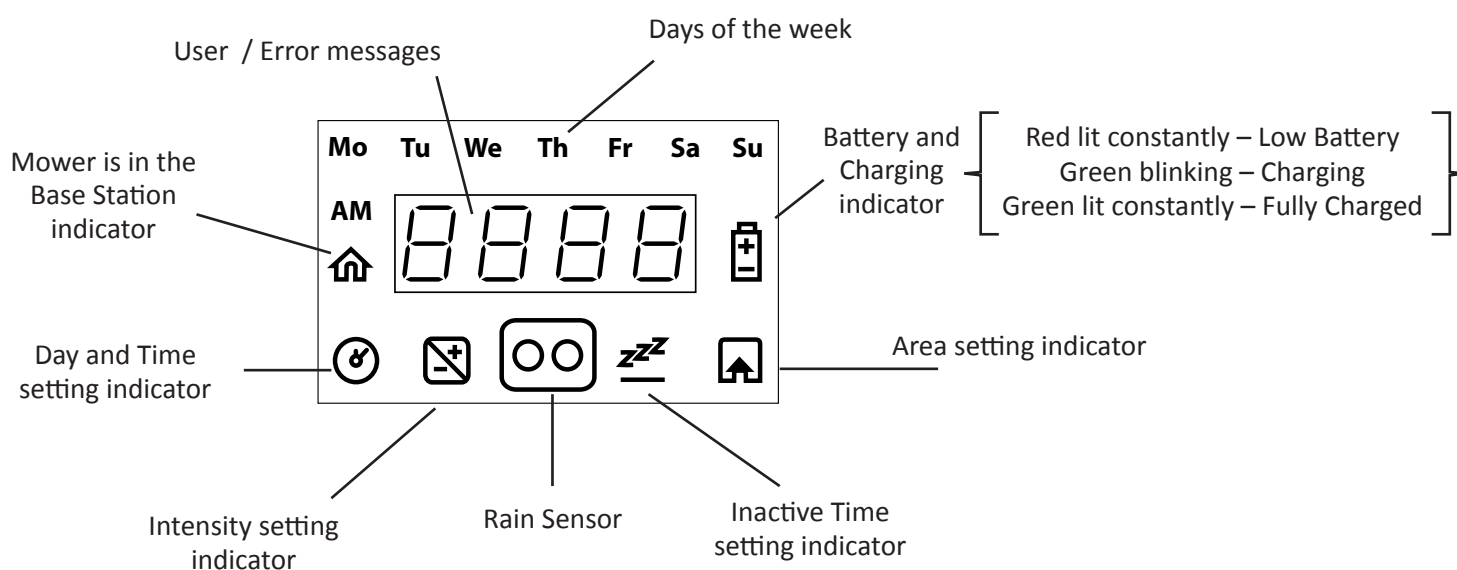 Days of the week
User / Error messages
Mo Tu We Th Fr Sa Su
Battery and
Charging
indicator
Red lit constantly – Low Battery
Green blinking – Charging
Green lit constantly – Fully Charged
Mower is in the
Base Station
indicator
AM
8888
zzz
Day and Time
setting indicator
Area setting indicator
Intensity setting
indicator
Rain Sensor
Inactive Time
setting indicator